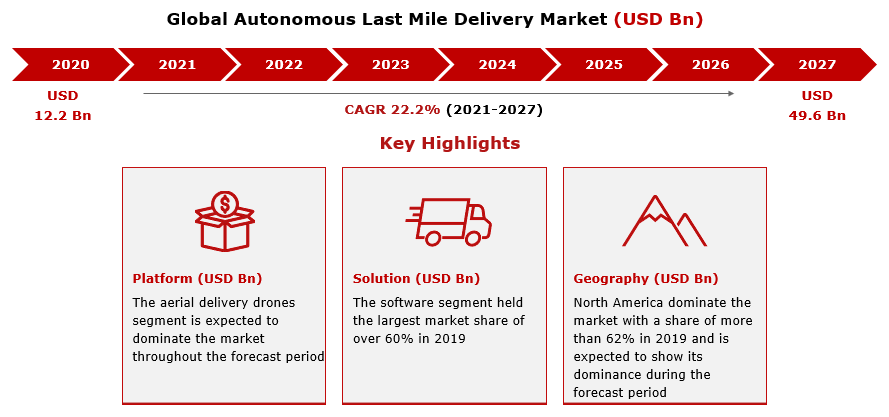 Global Autonomous Last Mile Delivery Market (USD Bn)
2020 2021 2022 2023 2024 2025 2026 2027
USD
12.2 Bn
CAGR 22.2% (2021-2027)
USD
49.6 Bn
Key Highlights
$
Platform (USD Bn)
The aerial delivery drones
segment is expected to
dominate the market
throughout the forecast period
Solution (USD Bn)
The software segment held
the largest market share of
over 60% in 2019
Geography (USD Bn)
North America dominate the
market with a share of more
than 62% in 2019 and is
expected to show its
dominance during the
forecast period